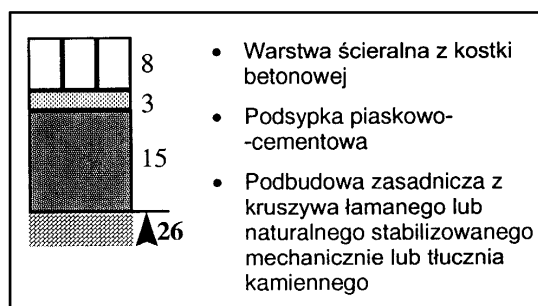 8
3
15
26
• Warstwa ścieralna z kostki
betonowej
• Podsypka piaskowo-
-cementowa
• Podbudowa zasadnicza z
kruszywa łamanego lub
naturalnego stabilizowanego
mechanicznie lub tłucznia
kamiennego